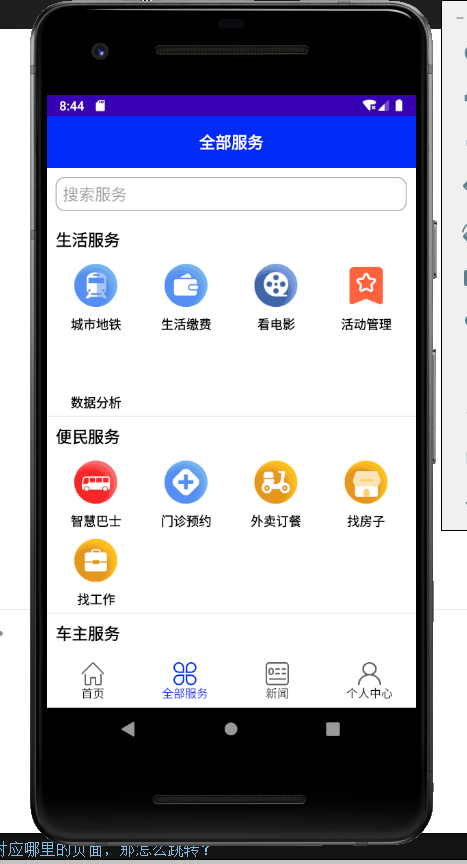 8:44
全部服务
搜索服务
生活服务
城市地铁 生活缴费 看电影 活动管理
数据分析
便民服务
智慧巴士 门诊预约 外卖订餐 找房子
找工作
车主服务
首页 全部服务 新闻 个人中心
对应哪里的页面，那怎么跳转？